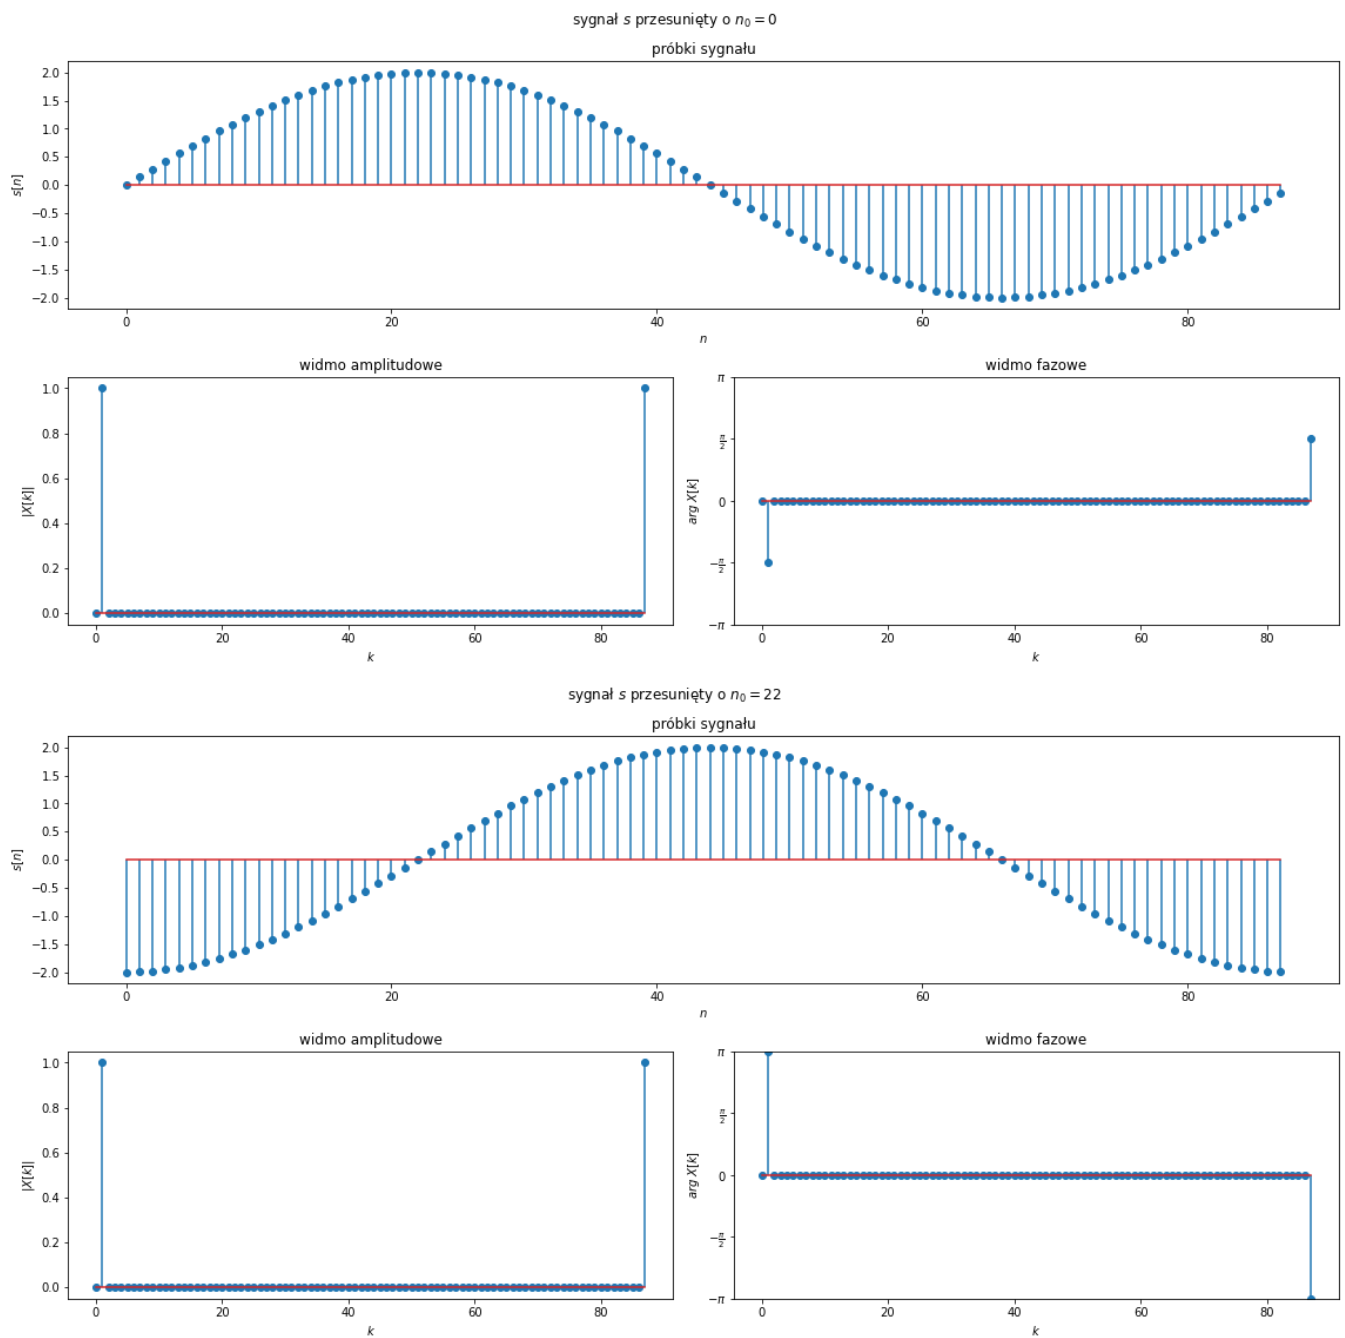 sygnał s przesunięty o n₀ = 0
próbki sygnału
2.0
1.5
1.0
0.5
0.0
−0.5
−1.0
−1.5
−2.0
s[n]
0 20 40 60 80
n
widmo amplitudowe
1.0
0.8
0.6
0.4
0.2
0.0
|X[k]|
0 20 40 60 80
k
widmo fazowe
π
π/2
0
−π/2
−π
arg X[k]
0 20 40 60 80
k
sygnał s przesunięty o n₀ = 22
próbki sygnału
2.0
1.5
1.0
0.5
0.0
−0.5
−1.0
−1.5
−2.0
s[n]
0 20 40 60 80
n
widmo amplitudowe
1.0
0.8
0.6
0.4
0.2
0.0
|X[k]|
0 20 40 60 80
k
widmo fazowe
π
π/2
0
−π/2
−π
arg X[k]
0 20 40 60 80
k